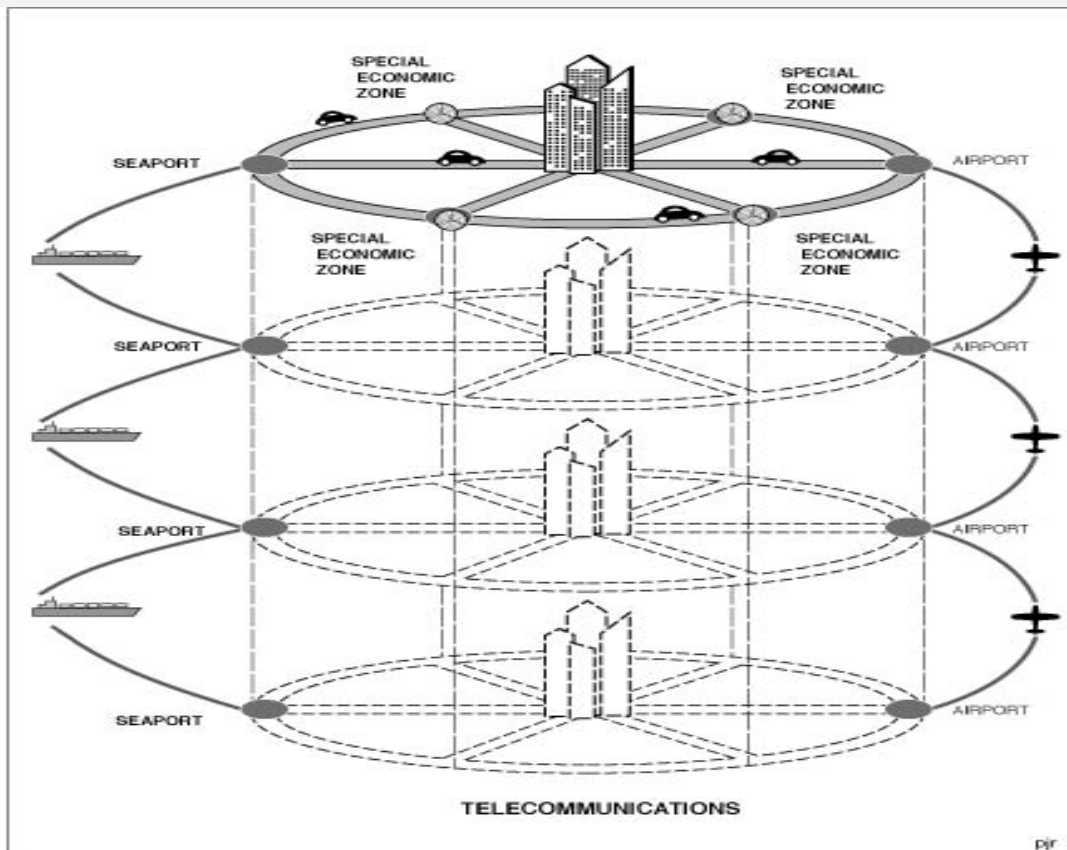 SPECIAL
ECONOMIC
ZONE
SPECIAL
ECONOMIC
ZONE
SEAPORT
AIRPORT
SPECIAL
ECONOMIC
ZONE
SPECIAL
ECONOMIC
ZONE
SEAPORT
AIRPORT
SEAPORT
AIRPORT
SEAPORT
AIRPORT
TELECOMMUNICATIONS
pjr